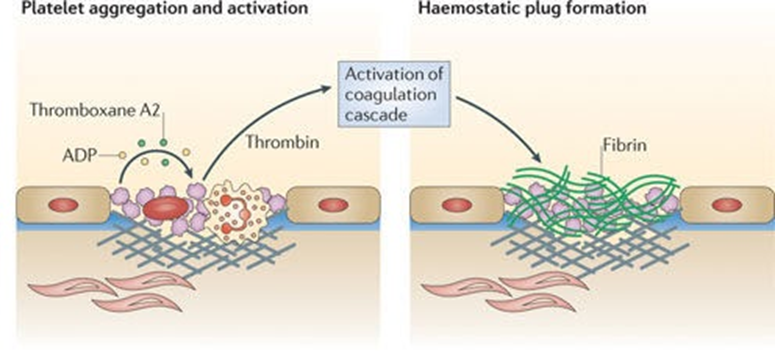 Platelet aggregation and activation
Haemostatic plug formation
Thromboxane A2
ADP
Thrombin
Activation of
coagulation
cascade
Fibrin